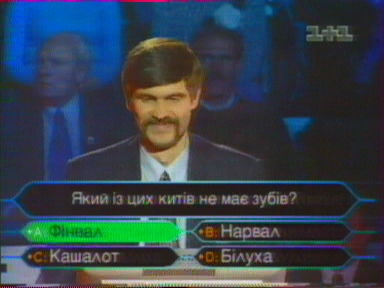 1+1
Який із цих китів не має зубів?
A: Фінвал
B: Нарвал
C: Кашалот
D: Білуха